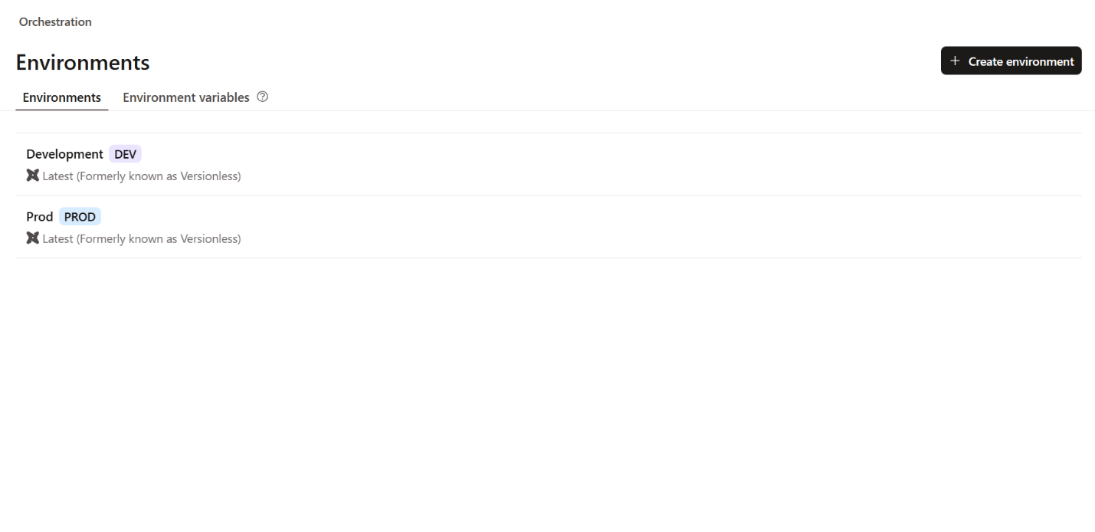 Orchestration
Environments
+ Create environment
Environments Environment variables ?
Development DEV
Latest (Formerly known as Versionless)
Prod PROD
Latest (Formerly known as Versionless)